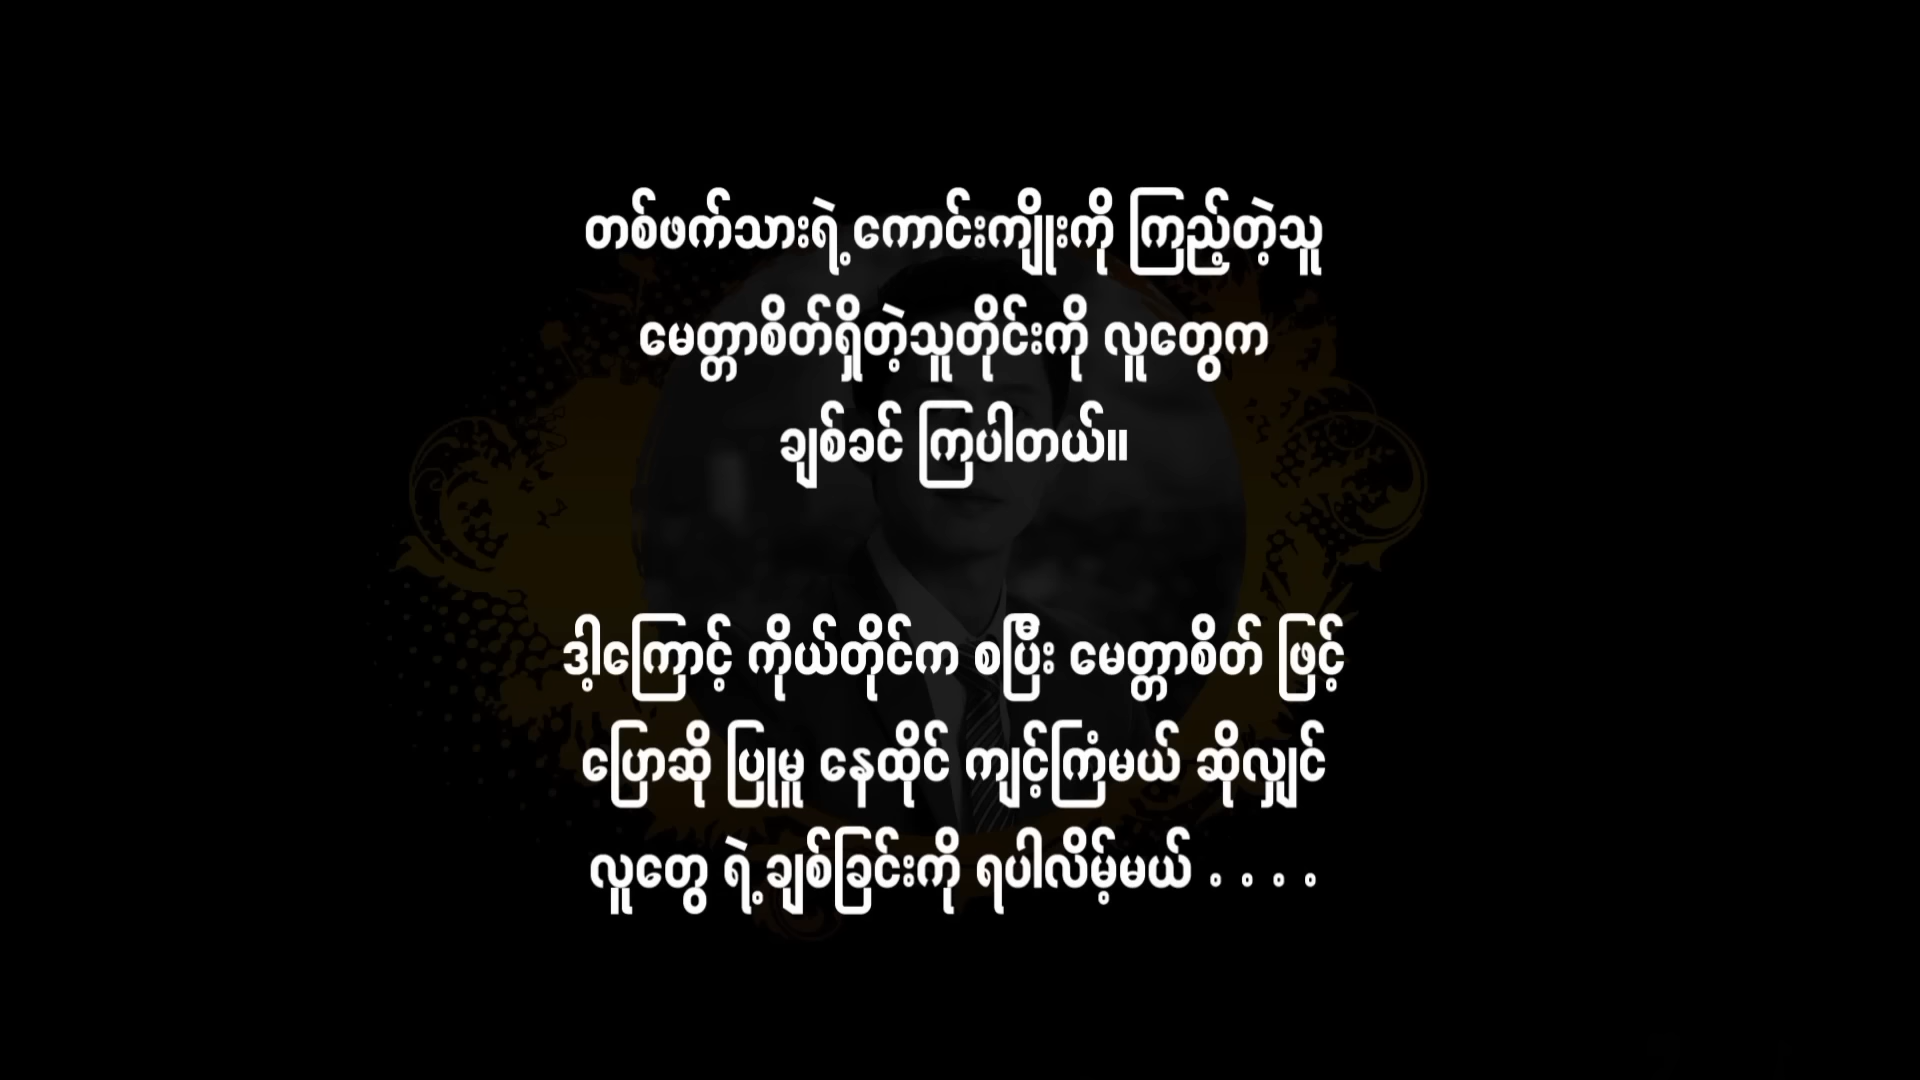 တစ်ဖက်သားရဲ့ ကောင်းကျိုးကို ကြည့်တဲ့သူ
မေတ္တာစိတ်ရှိတဲ့သူတိုင်းကို လူတွေက
ချစ်ခင် ကြပါတယ်။
ဒါ့ကြောင့် ကိုယ်တိုင်က စပြီး မေတ္တာစိတ် ဖြင့်
ပြောဆို ပြုမူ နေထိုင် ကျင့်ကြံမယ် ဆိုလျှင်
လူတွေ ရဲ့ ချစ်ခြင်းကို ရပါလိမ့်မယ် . . . .